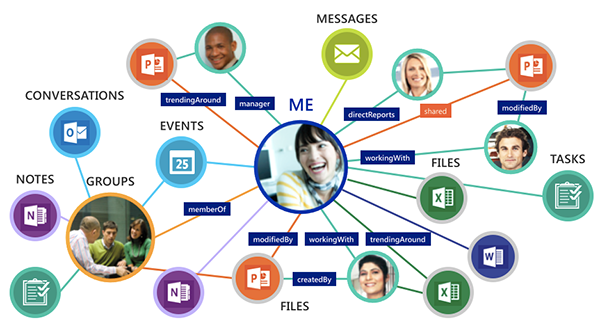 MESSAGES
P
P
trendingAround
manager
ME
directReports
shared
modifiedBy
CONVERSATIONS
EVENTS
O
25
workingWith
FILES
TASKS
NOTES
GROUPS
X
N
memberOf
modifiedBy
workingWith
trendingAround
W
N
P
createdBy
X
FILES